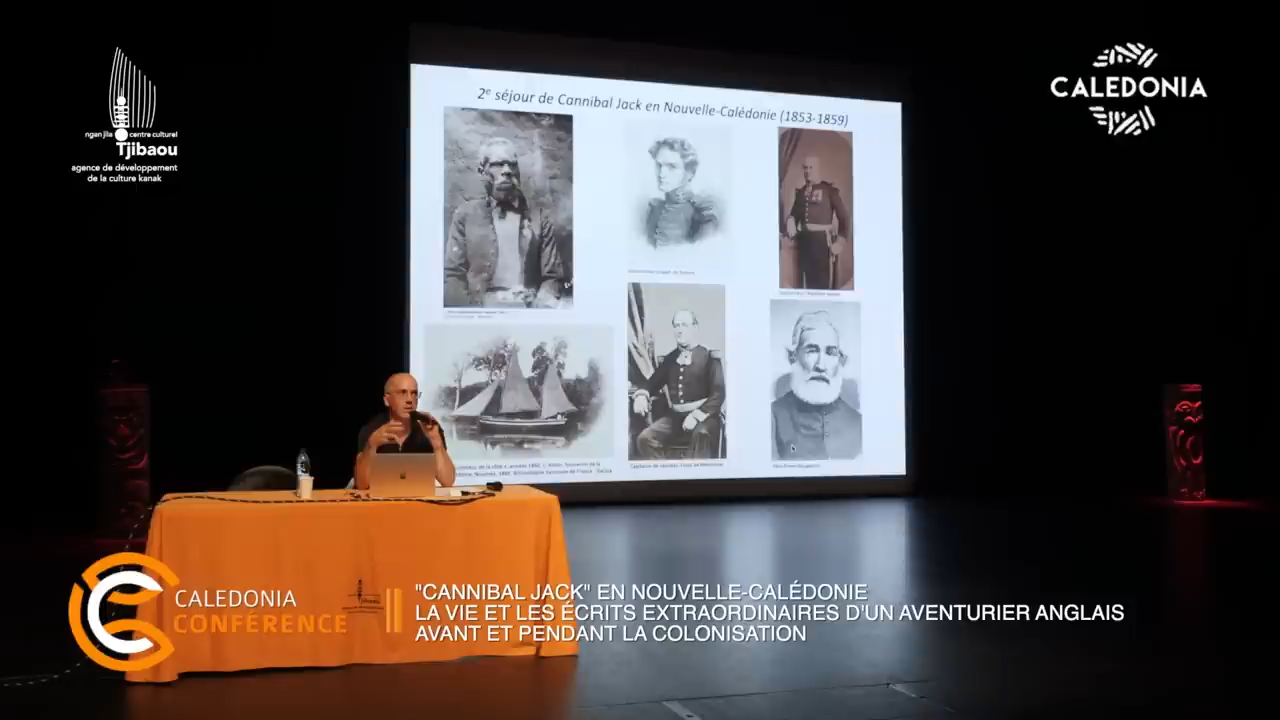 ngan jila centre culturel
Tjibaou
agence de développement
de la culture kanak
CALEDONIA
2e séjour de Cannibal Jack en Nouvelle-Calédonie (1853-1859)
CALEDONIA
CONFÉRENCE
"CANNIBAL JACK" EN NOUVELLE-CALÉDONIE
LA VIE ET LES ÉCRITS EXTRAORDINAIRES D'UN AVENTURIER ANGLAIS
AVANT ET PENDANT LA COLONISATION